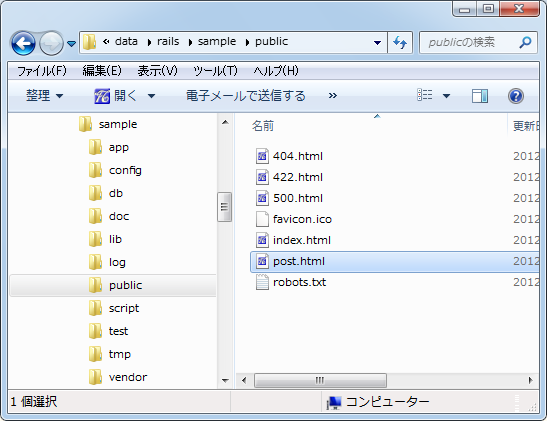 « data rails sample public publicの検索
ファイル(F) 編集(E) 表示(V) ツール(T) ヘルプ(H)
整理 開く 電子メールで送信する »
sample
app
config
db
doc
lib
log
public
script
test
tmp
vendor
名前 更新日
404.html 2012
422.html 2012
500.html 2012
favicon.ico 2012
index.html 2012
post.html 2012
robots.txt 2012
1 個選択 コンピューター